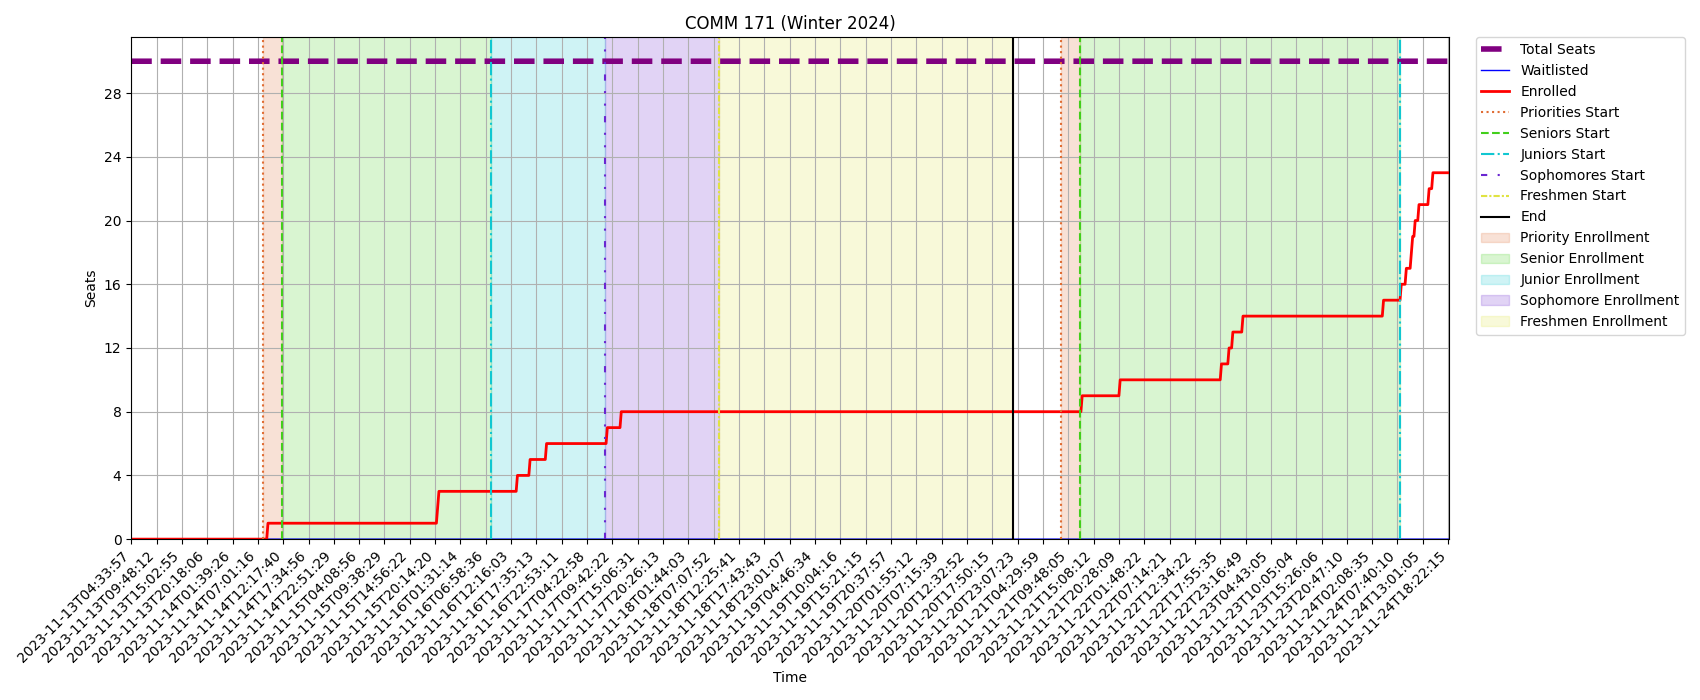 COMM 171 (Winter 2024)
Seats
28
24
20
16
12
8
4
0
2023-11-13T04:33:57
2023-11-13T09:48:12
2023-11-13T15:02:55
2023-11-13T20:18:06
2023-11-14T01:39:26
2023-11-14T07:01:16
2023-11-14T12:17:40
2023-11-14T17:34:56
2023-11-14T22:51:29
2023-11-15T04:08:56
2023-11-15T09:38:29
2023-11-15T14:56:22
2023-11-15T20:14:20
2023-11-16T01:31:14
2023-11-16T06:58:36
2023-11-16T12:16:03
2023-11-16T17:35:13
2023-11-16T22:53:11
2023-11-17T04:22:58
2023-11-17T09:42:22
2023-11-17T15:06:31
2023-11-17T20:26:13
2023-11-18T01:44:03
2023-11-18T07:07:52
2023-11-18T12:25:41
2023-11-18T17:43:43
2023-11-18T23:01:07
2023-11-19T04:46:34
2023-11-19T10:04:16
2023-11-19T15:21:15
2023-11-19T20:37:57
2023-11-20T01:55:12
2023-11-20T07:15:39
2023-11-20T12:32:52
2023-11-20T17:50:15
2023-11-20T23:07:23
2023-11-21T04:29:59
2023-11-21T09:48:05
2023-11-21T15:08:12
2023-11-21T20:28:09
2023-11-22T01:48:22
2023-11-22T07:14:21
2023-11-22T12:34:22
2023-11-22T17:55:35
2023-11-22T23:16:49
2023-11-23T04:43:05
2023-11-23T10:05:04
2023-11-23T15:26:06
2023-11-23T20:47:10
2023-11-24T02:08:35
2023-11-24T07:40:10
2023-11-24T13:01:05
2023-11-24T18:22:15
Time
Total Seats
Waitlisted
Enrolled
Priorities Start
Seniors Start
Juniors Start
Sophomores Start
Freshmen Start
End
Priority Enrollment
Senior Enrollment
Junior Enrollment
Sophomore Enrollment
Freshmen Enrollment